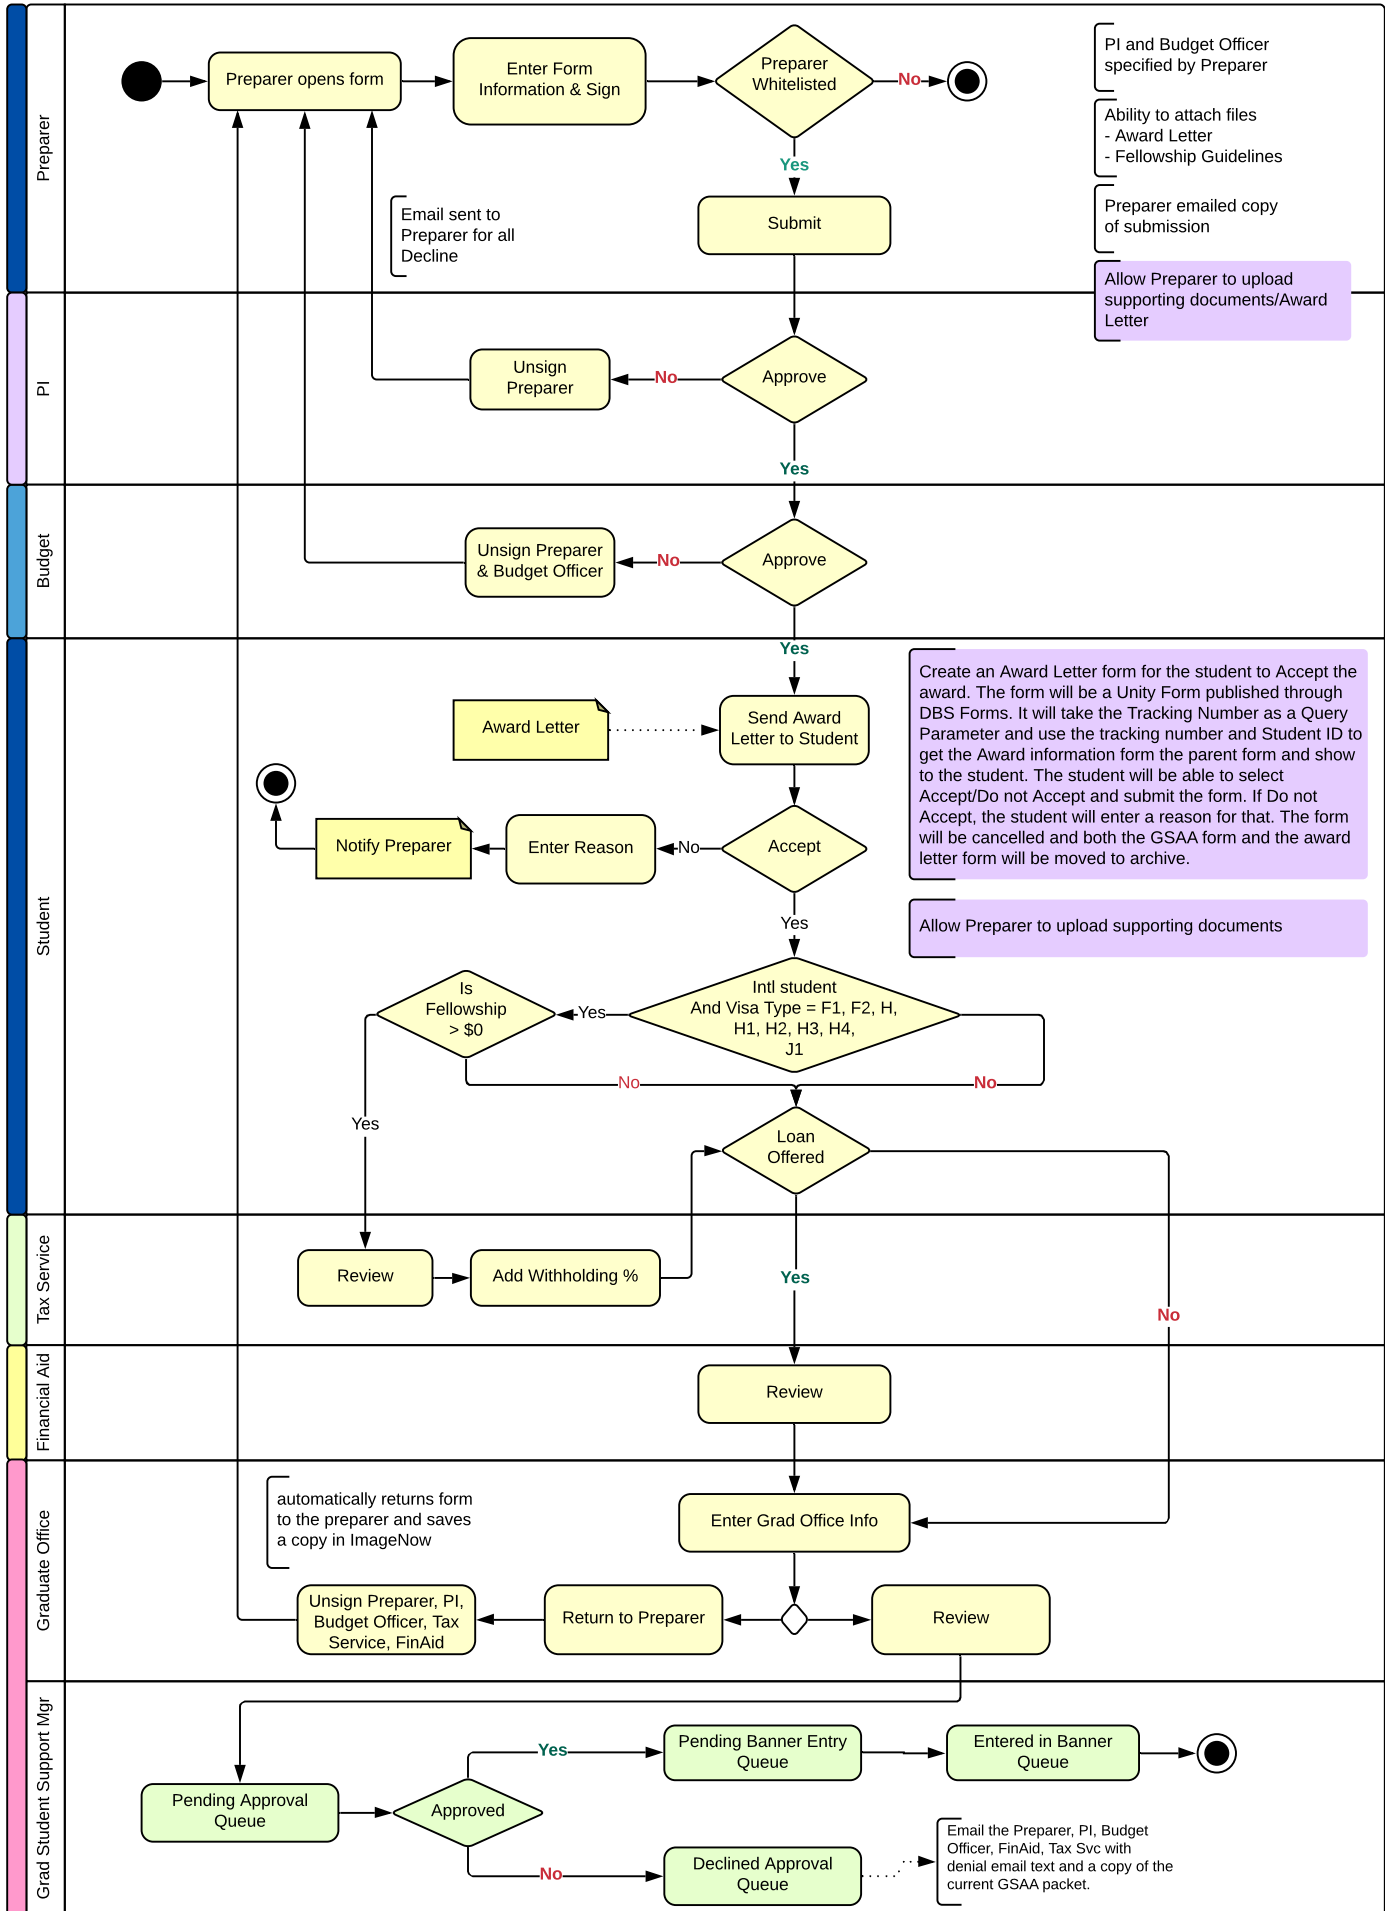 Preparer
Preparer opens form
Enter Form
Information & Sign
Preparer
Whitelisted
No
PI and Budget Officer
specified by Preparer
Ability to attach files
- Award Letter
- Fellowship Guidelines
Yes
Submit
Preparer emailed copy
of submission
Email sent to
Preparer for all
Decline
Allow Preparer to upload
supporting documents/Award
Letter
PI
Unsign
Preparer
No
Approve
Yes
Budget
Unsign Preparer
& Budget Officer
No
Approve
Yes
Student
Award Letter
Send Award
Letter to Student
Create an Award Letter form for the student to Accept the
award. The form will be a Unity Form published through
DBS Forms. It will take the Tracking Number as a Query
Parameter and use the tracking number and Student ID to
get the Award information form the parent form and show
to the student. The student will be able to select
Accept/Do not Accept and submit the form. If Do not
Accept, the student will enter a reason for that. The form
will be cancelled and both the GSAA form and the award
letter form will be moved to archive.
Notify Preparer
Enter Reason
No
Accept
Yes
Allow Preparer to upload supporting documents
Is
Fellowship
> $0
Yes
Intl student
And Visa Type = F1, F2, H,
H1, H2, H3, H4,
J1
No
No
Yes
Loan
Offered
Tax Service
Review
Add Withholding %
Yes
No
Financial Aid
Review
Graduate Office
automatically returns form
to the preparer and saves
a copy in ImageNow
Enter Grad Office Info
Unsign Preparer, PI,
Budget Officer, Tax
Service, FinAid
Return to Preparer
Review
Grad Student Support Mgr
Pending Approval
Queue
Approved
Yes
Pending Banner Entry
Queue
Entered in Banner
Queue
No
Declined Approval
Queue
Email the Preparer, PI, Budget
Officer, FinAid, Tax Svc with
denial email text and a copy of the
current GSAA packet.